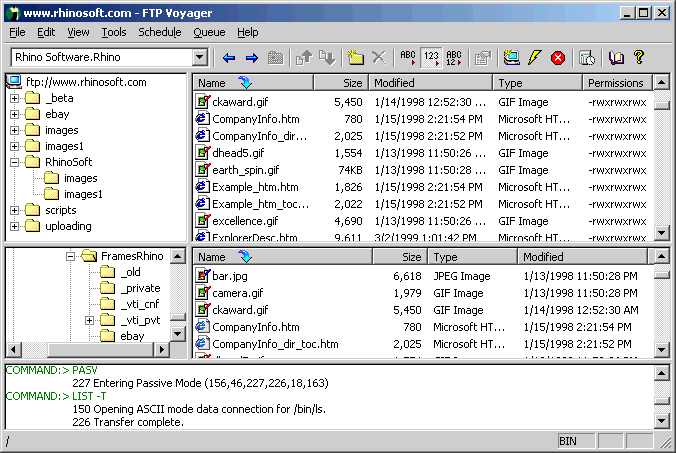 www.rhinosoft.com - FTP Voyager
File Edit View Tools Schedule Queue Help
Rhino Software.Rhino
ABC 123 ABC 12
ftp://www.rhinosoft.com
_beta
ebay
images
images1
RhinoSoft
images
images1
scripts
uploading
Name Size Modified Type Permissions
ckaward.gif 5,450 1/14/1998 12:52:30 ... GIF Image -rwxrwxrwx
CompanyInfo.htm 780 1/15/1998 2:21:54 PM Microsoft HT... -rwxrwxrwx
CompanyInfo_dir... 2,025 1/15/1998 2:21:52 PM Microsoft HT... -rwxrwxrwx
dhead5.gif 1,554 1/13/1998 11:50:26 ... GIF Image -rwxrwxrwx
earth_spin.gif 74KB 1/13/1998 11:50:28 ... GIF Image -rwxrwxrwx
Example_htm.htm 1,826 1/15/1998 2:21:54 PM Microsoft HT... -rwxrwxrwx
Example_htm_toc... 2,022 1/15/1998 2:21:52 PM Microsoft HT... -rwxrwxrwx
excellence.gif 4,690 1/13/1998 11:50:26 ... GIF Image -rwxrwxrwx
ExplorerDesc.htm 9,611 3/2/1999 1:01:42 PM Microsoft HT... -rwxrwxrwx
FramesRhino
_old
_private
_vti_cnf
_vti_pvt
ebay
Name Size Type Modified
bar.jpg 6,618 JPEG Image 1/13/1998 11:50:28 PM
camera.gif 1,979 GIF Image 1/13/1998 11:50:28 PM
ckaward.gif 5,450 GIF Image 1/14/1998 12:52:30 AM
CompanyInfo.htm 780 Microsoft HT... 1/15/1998 2:21:54 PM
CompanyInfo_dir_toc.htm 2,025 Microsoft HT... 1/15/1998 2:21:52 PM
COMMAND:> PASV
227 Entering Passive Mode (156,46,227,226,18,163)
COMMAND:> LIST -T
150 Opening ASCII mode data connection for /bin/ls.
226 Transfer complete.
/ BIN